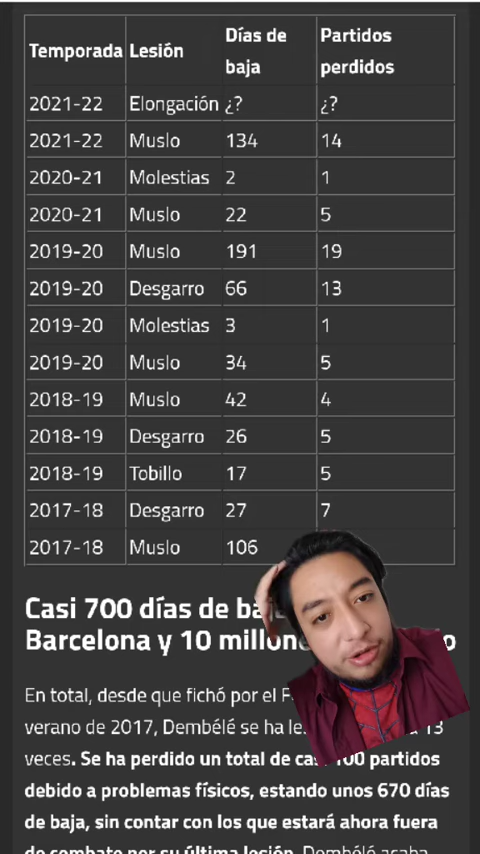 Temporada Lesión Días de baja Partidos perdidos
2021-22 Elongación ¿? ¿?
2021-22 Muslo 134 14
2020-21 Molestias 2 1
2020-21 Muslo 22 5
2019-20 Muslo 191 19
2019-20 Desgarro 66 13
2019-20 Molestias 3 1
2019-20 Muslo 34 5
2018-19 Muslo 42 4
2018-19 Desgarro 26 5
2018-19 Tobillo 17 5
2017-18 Desgarro 27 7
2017-18 Muslo 106
Casi 700 días de
Barcelona y 10
En total, desde que fichó por el
verano de 2017, Dembélé se ha 13
veces. Se ha perdido un total de 100 partidos
debido a problemas físicos, estando unos 670 días
de baja, sin contar con los que estará ahora fuera
de combate por su última lesión. Dembélé acaba